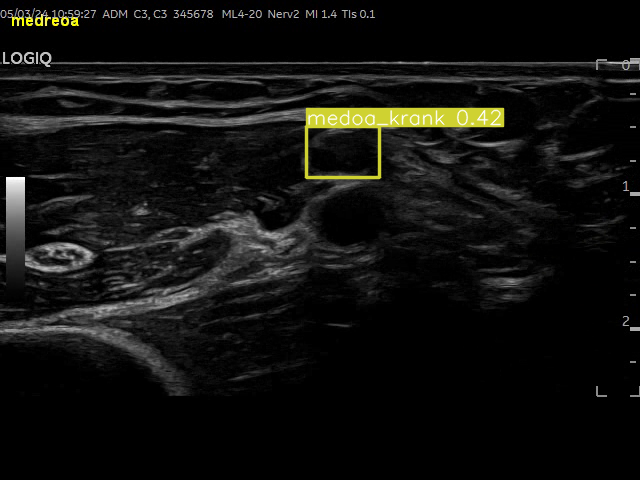 05/03/24 10:59:27 ADM C3, C3 345678 ML4-20 Nerv2 MI 1.4 TIs 0.1
medreoa
LOGIQ
0
medoa_krank 0.42
1
2